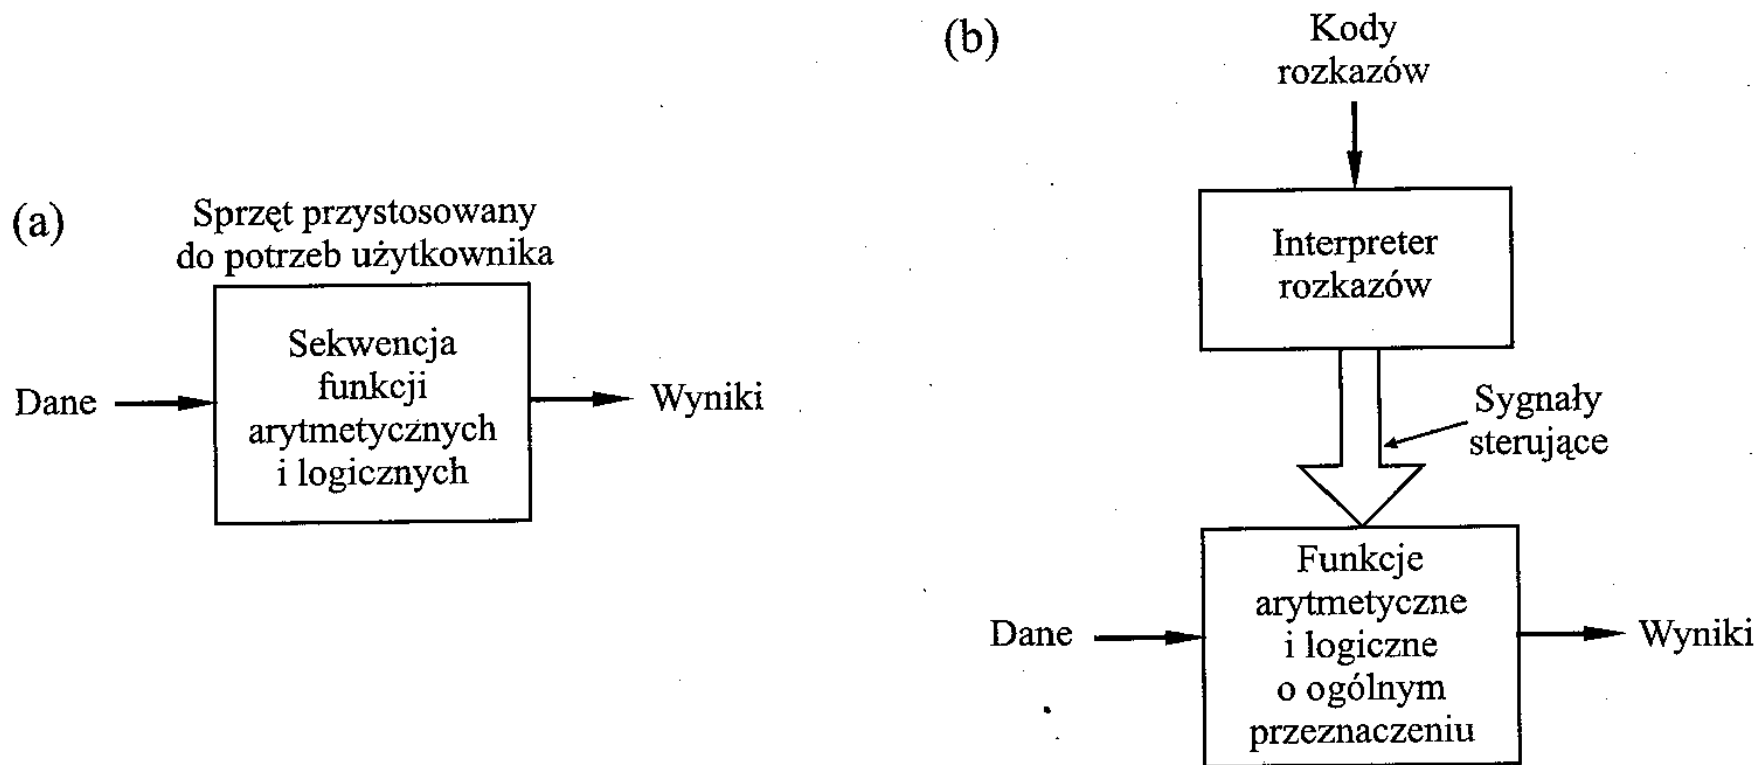 (a)
Sprzęt przystosowany
do potrzeb użytkownika
Dane
Sekwencja
funkcji
arytmetycznych
i logicznych
Wyniki
(b)
Kody
rozkazów
Interpreter
rozkazów
Sygnały
sterujące
Dane
Funkcje
arytmetyczne
i logiczne
o ogólnym
przeznaczeniu
Wyniki